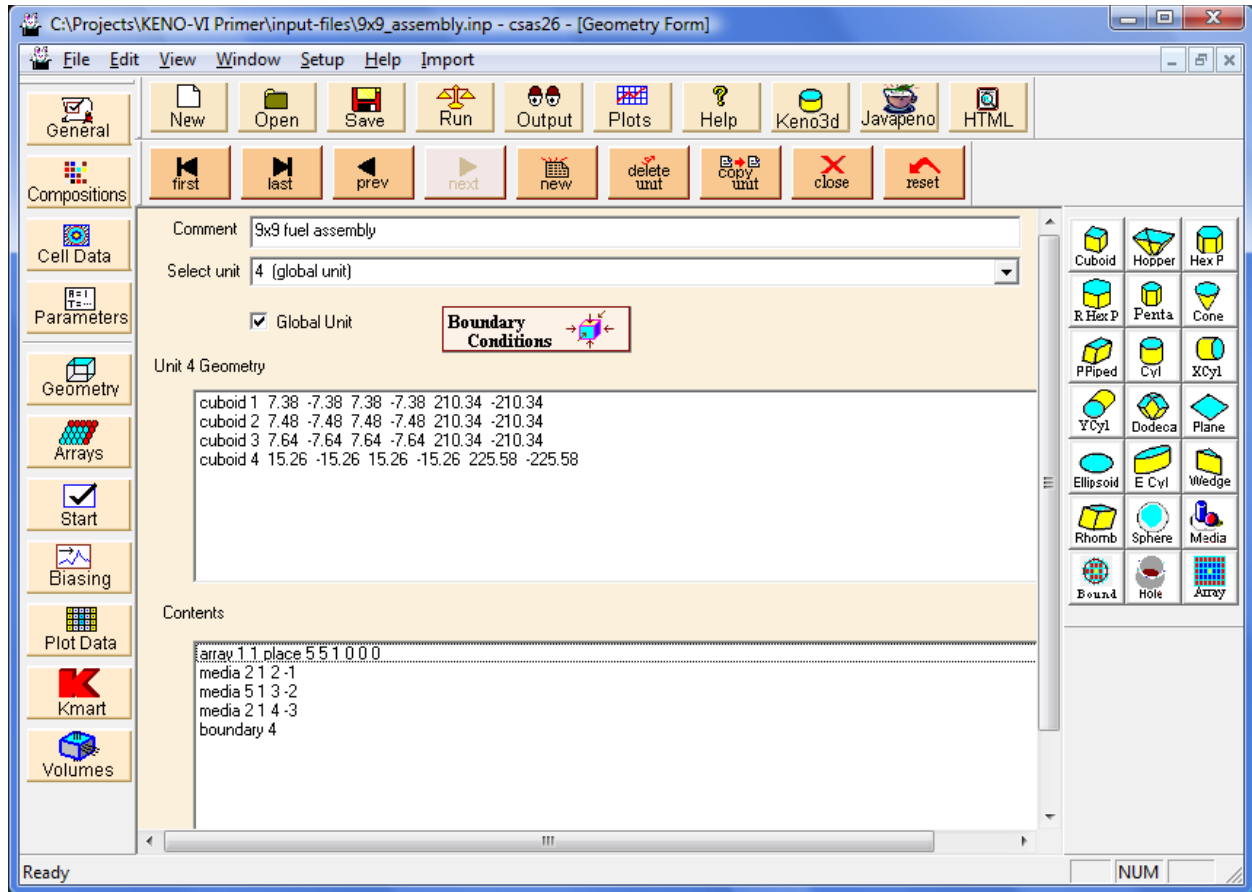 C:\Projects\KENO-VI Primer\input-files\9x9_assembly.inp - csas26 - [Geometry Form]
File Edit View Window Setup Help Import
General
New Open Save Run Output Plots Help Keno3d Javapeno HTML
Compositions
first last prev next new delete unit copy unit close reset
Cell Data
Parameters
Geometry
Arrays
Start
Biasing
Plot Data
Kmart
Volumes
Comment 9x9 fuel assembly
Select unit 4 (global unit)
Global Unit
Boundary Conditions
Unit 4 Geometry
cuboid 1 7.38 -7.38 7.38 -7.38 210.34 -210.34
cuboid 2 7.48 -7.48 7.48 -7.48 210.34 -210.34
cuboid 3 7.64 -7.64 7.64 -7.64 210.34 -210.34
cuboid 4 15.26 -15.26 15.26 -15.26 225.58 -225.58
Contents
array 1 1 place 5 5 1 0 0 0
media 2 1 2 -1
media 5 1 3 -2
media 2 1 4 -3
boundary 4
Cuboid Hopper Hex P
R Hex P Penta Cone
PPiped Cyl XCyl
YCyl Dodeca Plane
Ellipsoid E Cyl Wedge
Rhomb Sphere Media
Bound Hole Array
Ready NUM